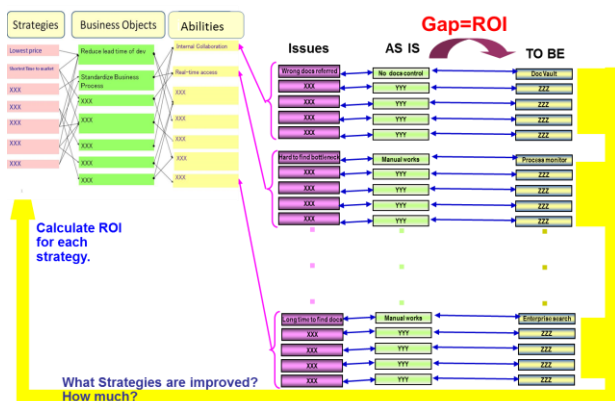 Strategies
Business Objects
Abilities
Lowest price
XXX
XXX
XXX
XXX
Reduce lead time of dev
Standardize Business
Process
XXX
XXX
XXX
XXX
Internal Collaboration
Real-time access
XXX
XXX
XXX
XXX
XXX
Gap=ROI
Issues
AS IS
TO BE
Wrong docs referred
No docs control
Doc Vault
XXX
YYY
ZZZ
XXX
YYY
ZZZ
XXX
YYY
ZZZ
XXX
YYY
ZZZ
Hard to find bottleneck
Manual works
Process monitor
XXX
YYY
ZZZ
XXX
YYY
ZZZ
XXX
YYY
ZZZ
XXX
YYY
ZZZ
Long time to find docs
Manual works
Enterprise search
XXX
YYY
ZZZ
XXX
YYY
ZZZ
XXX
YYY
ZZZ
XXX
YYY
ZZZ
Calculate ROI
for each
strategy.
What Strategies are improved?
How much?